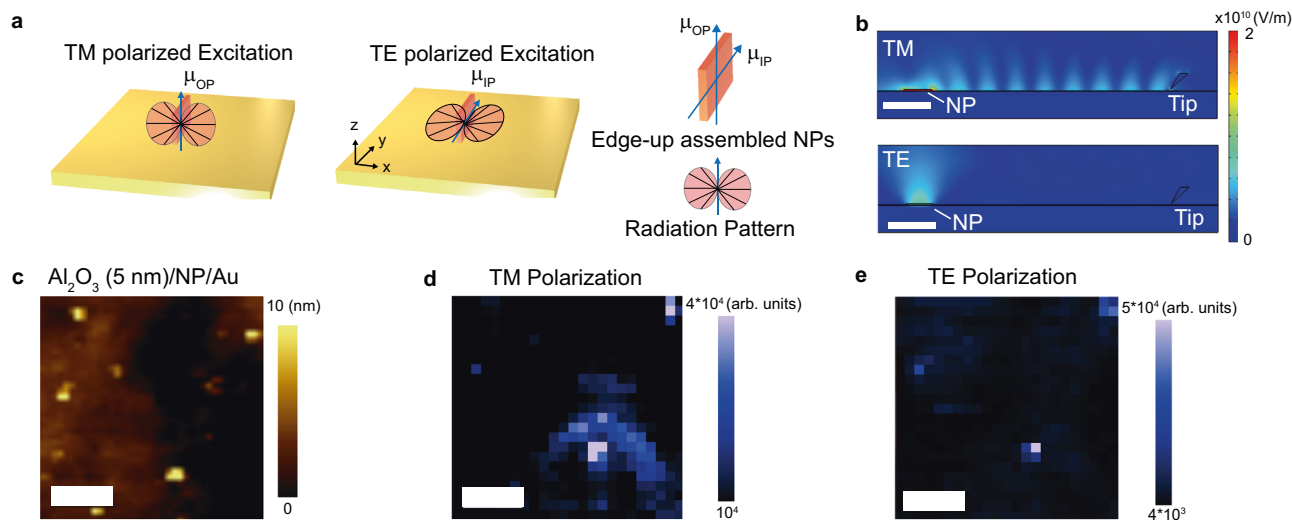 a
TM polarized Excitation
μOP
TE polarized Excitation
μIP
z
y
x
μOP
μIP
Edge-up assembled NPs
Radiation Pattern
b
x10¹⁰ (V/m)
2
TM
NP
Tip
TE
NP
Tip
0
c
Al₂O₃ (5 nm)/NP/Au
10 (nm)
0
d
TM Polarization
4*10⁴ (arb. units)
10⁴
e
TE Polarization
5*10⁴ (arb. units)
4*10³